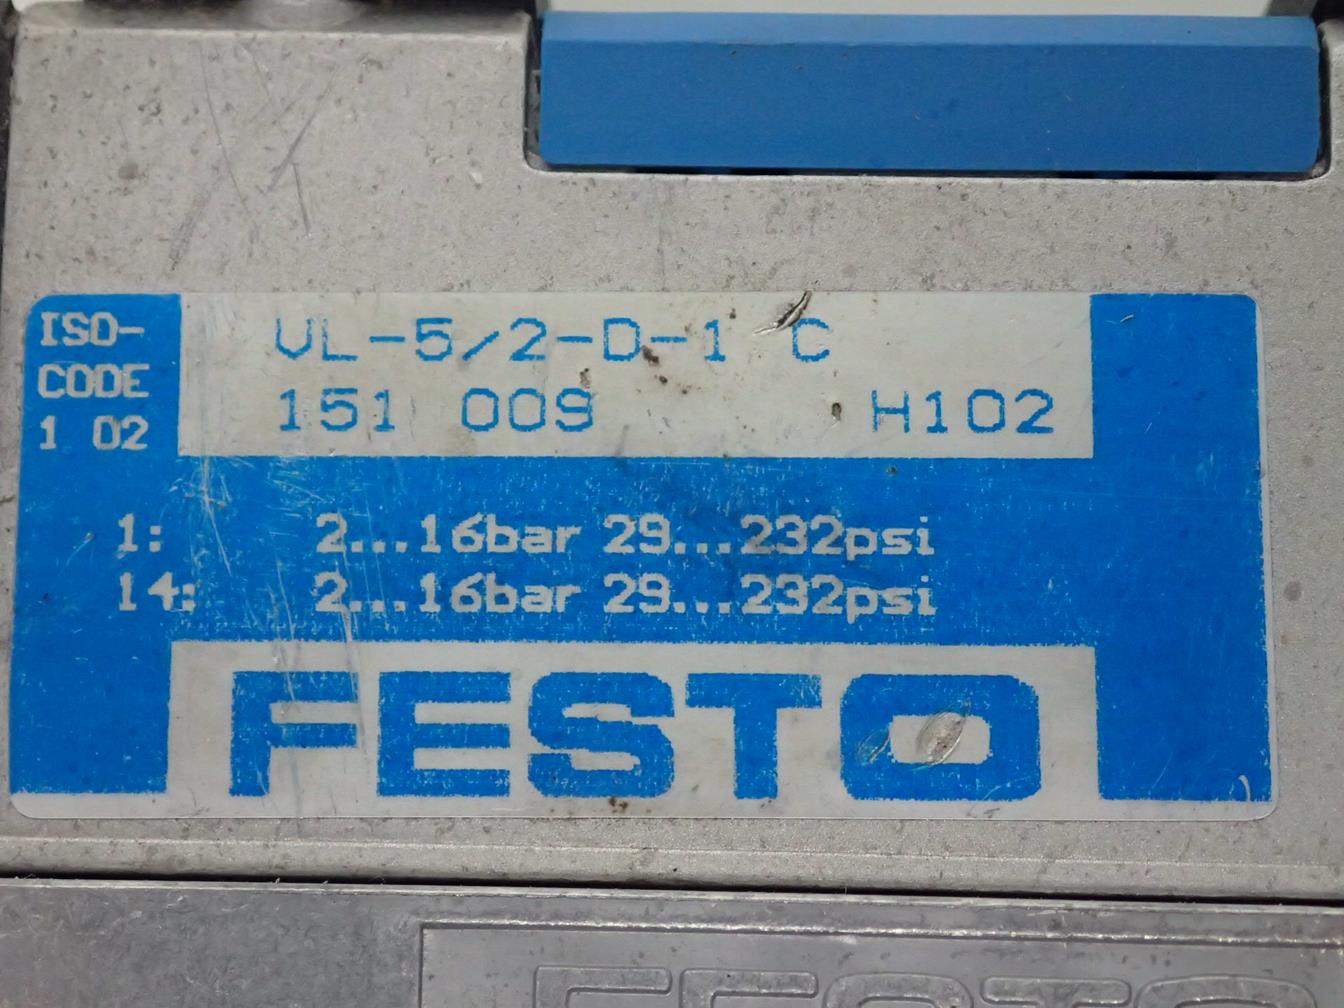 ISO-
CODE
1 02
VL-5/2-D-1 C
151 009 H102
1: 2...16bar 29...232psi
14: 2...16bar 29...232psi
FESTO
FESTO